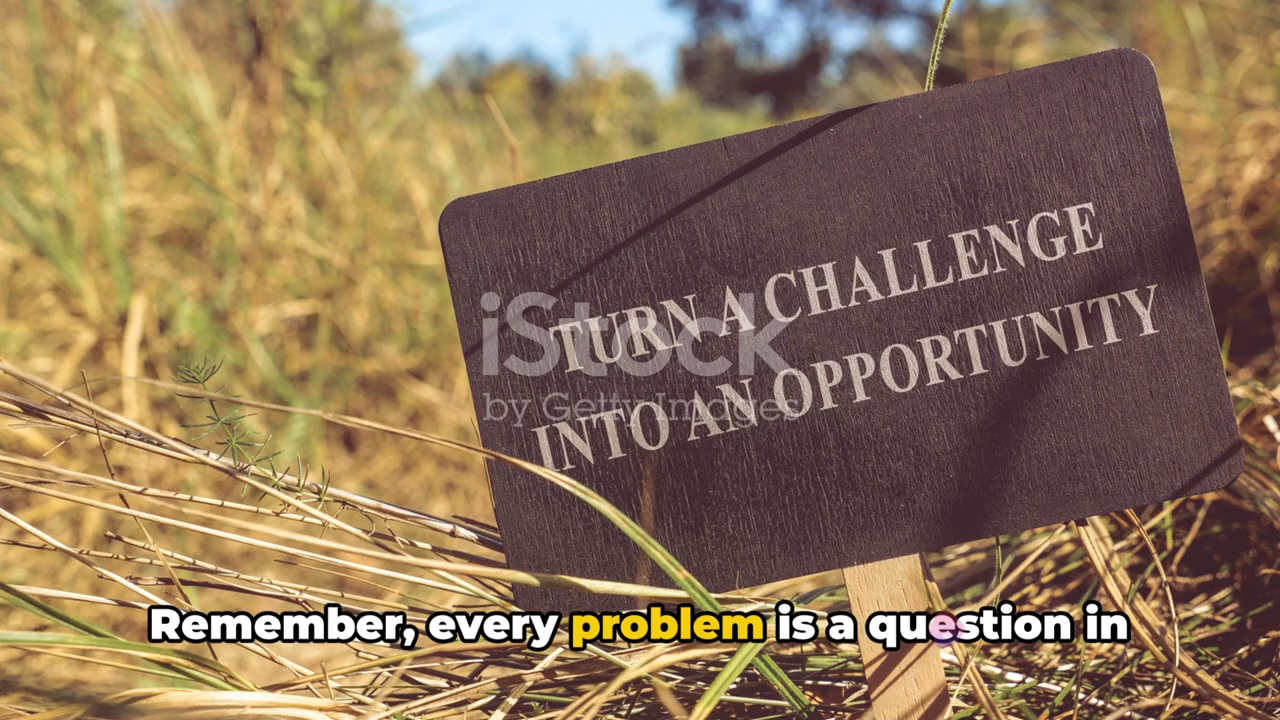 TURN A CHALLENGE
INTO AN OPPORTUNITY
iStock
by Getty Images
Remember, every problem is a question in